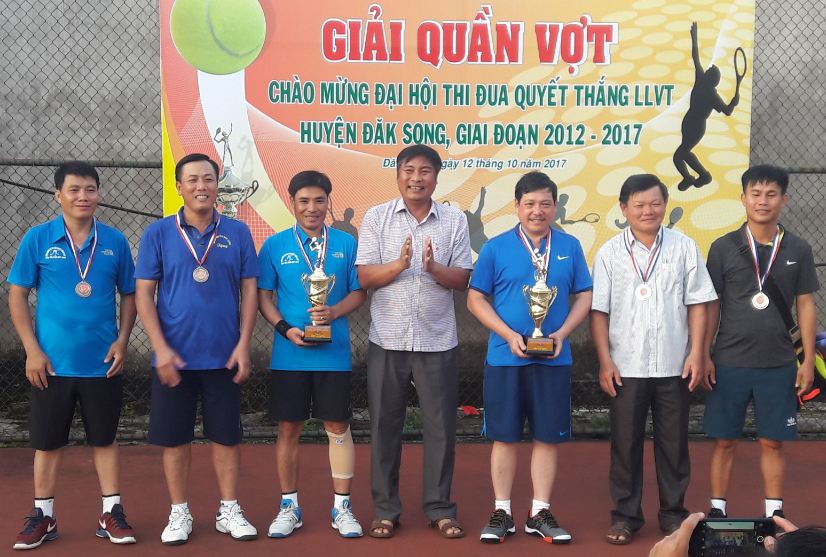 GIẢI QUẦN VỢT
CHÀO MỪNG ĐẠI HỘI THI ĐUA QUYẾT THẮNG LLVT
HUYỆN ĐĂK SONG, GIAI ĐOẠN 2012 - 2017
ngày 12 tháng 10 năm 2017